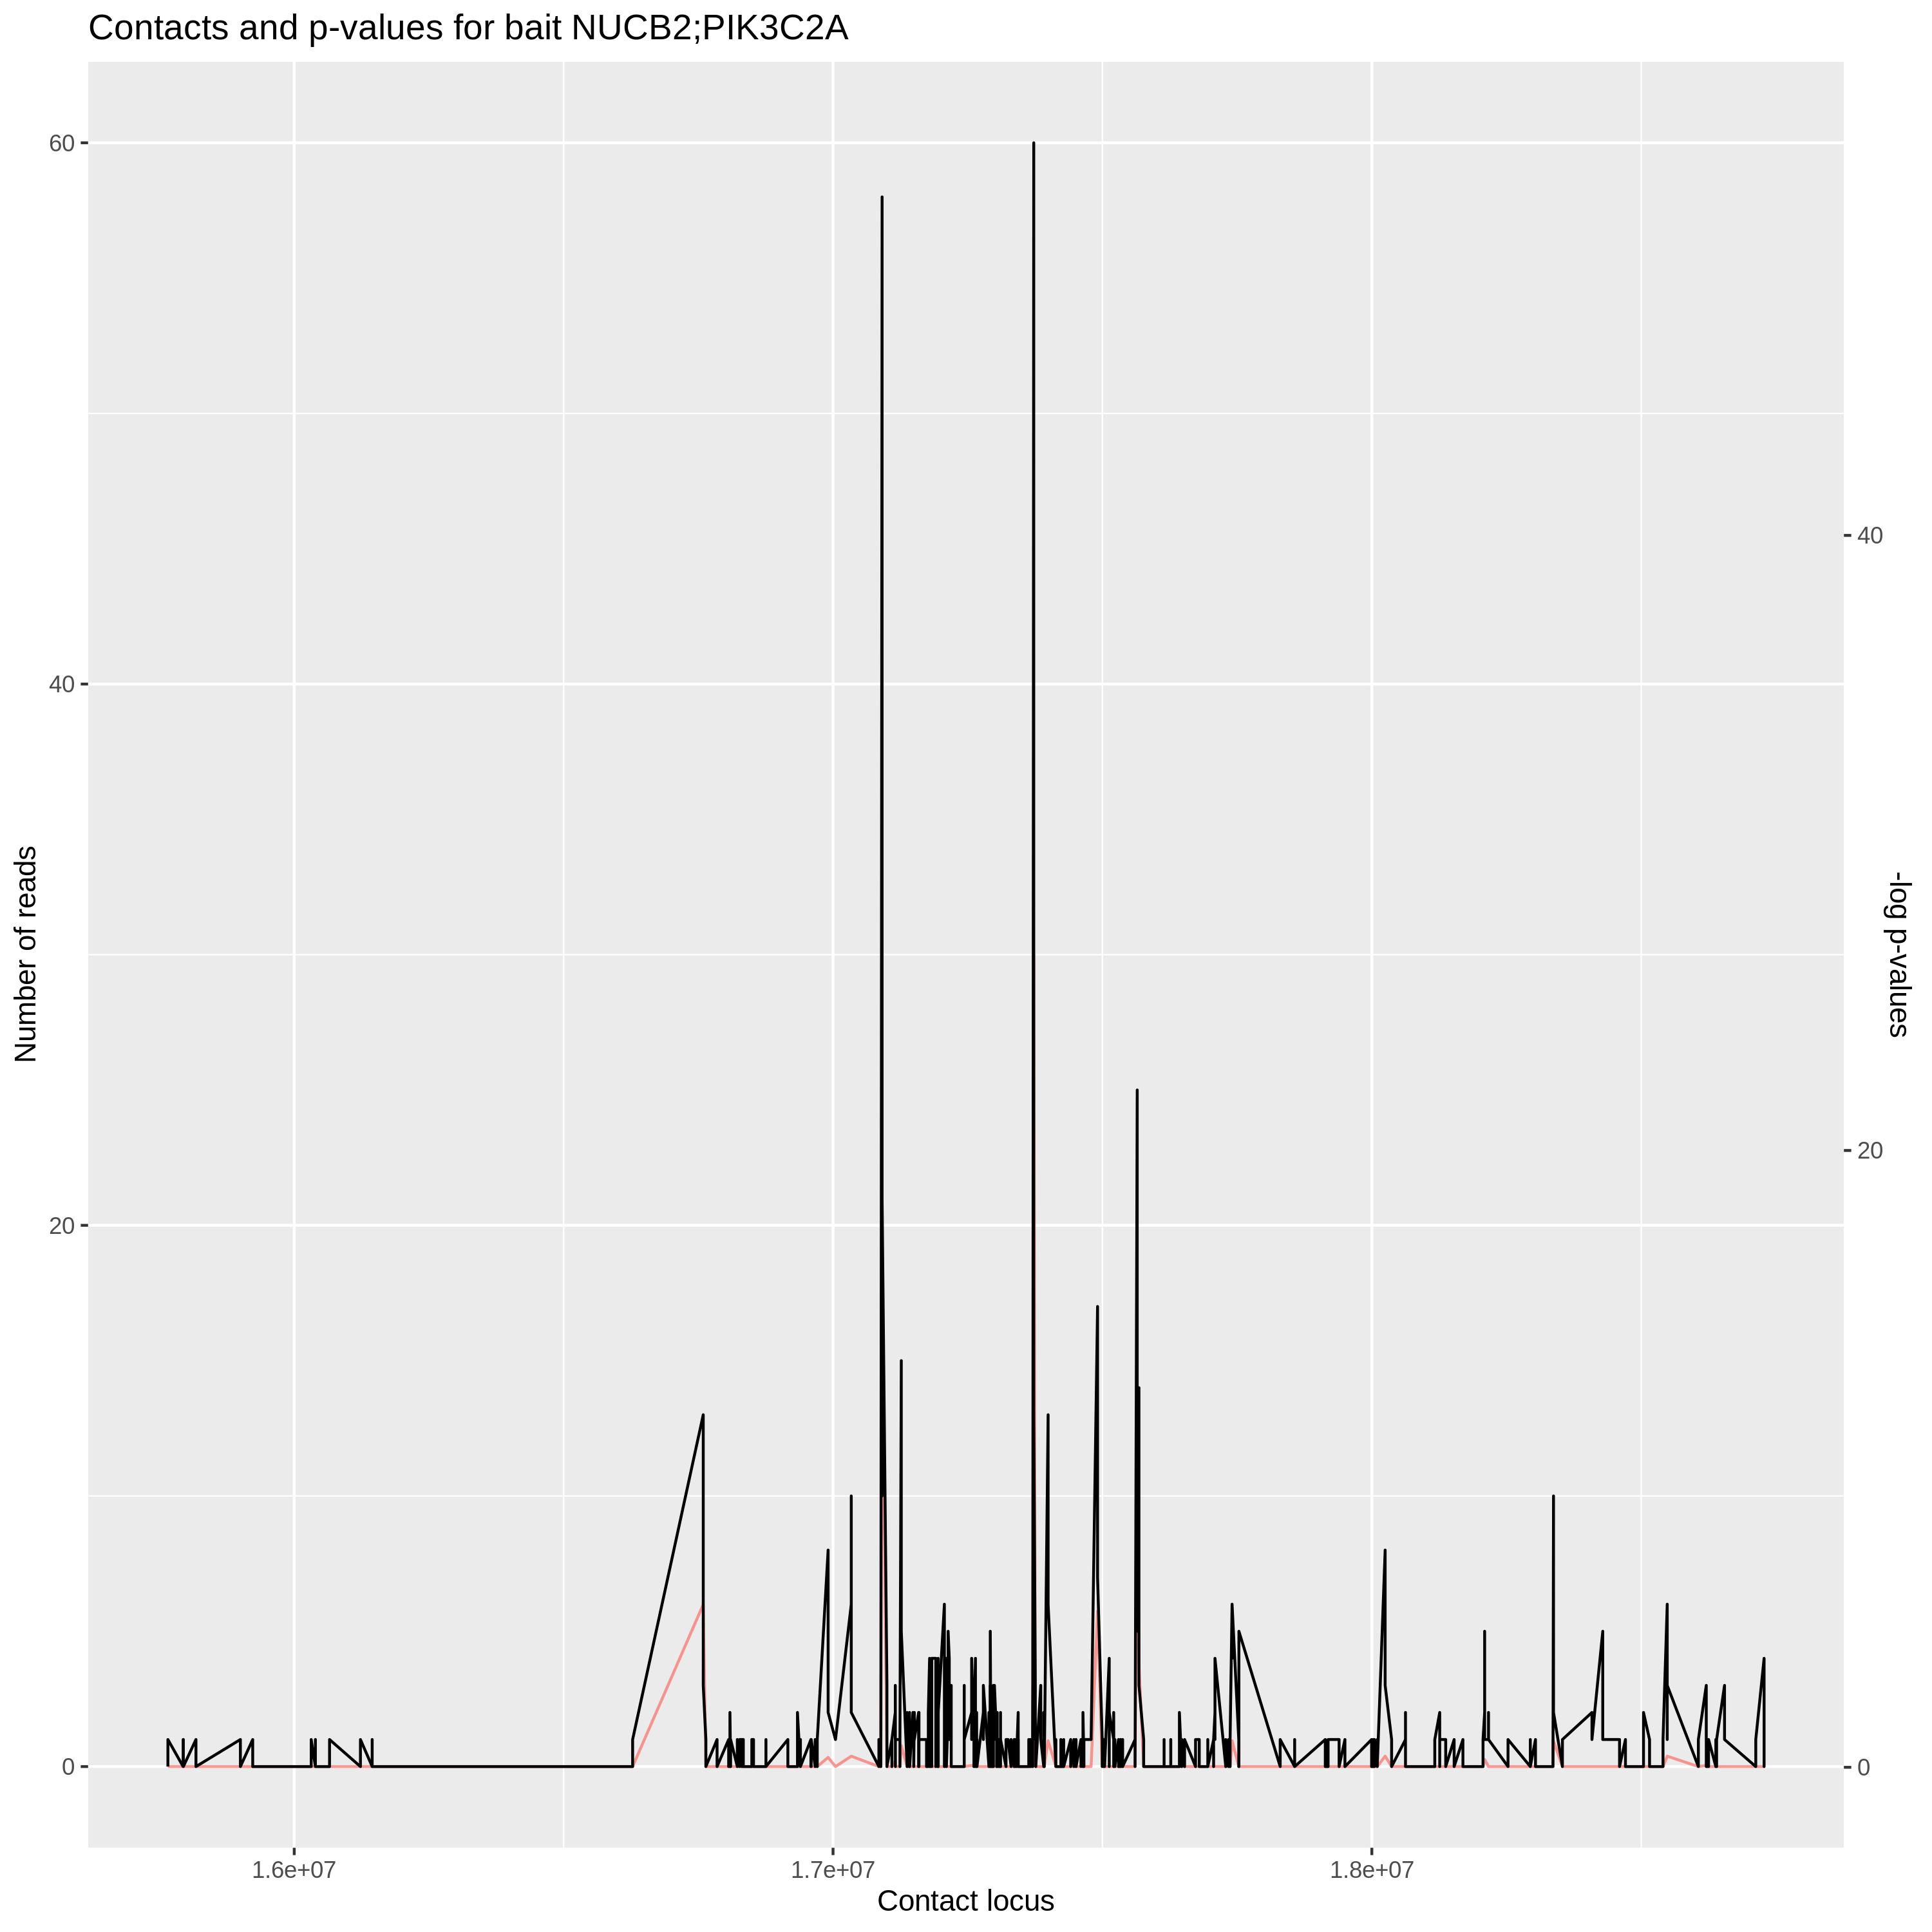 Contacts and p-values for bait NUCB2;PIK3C2A
60
40
20
0
Number of reads
40
20
0
-log p-values
1.6e+07
1.7e+07
1.8e+07
Contact locus